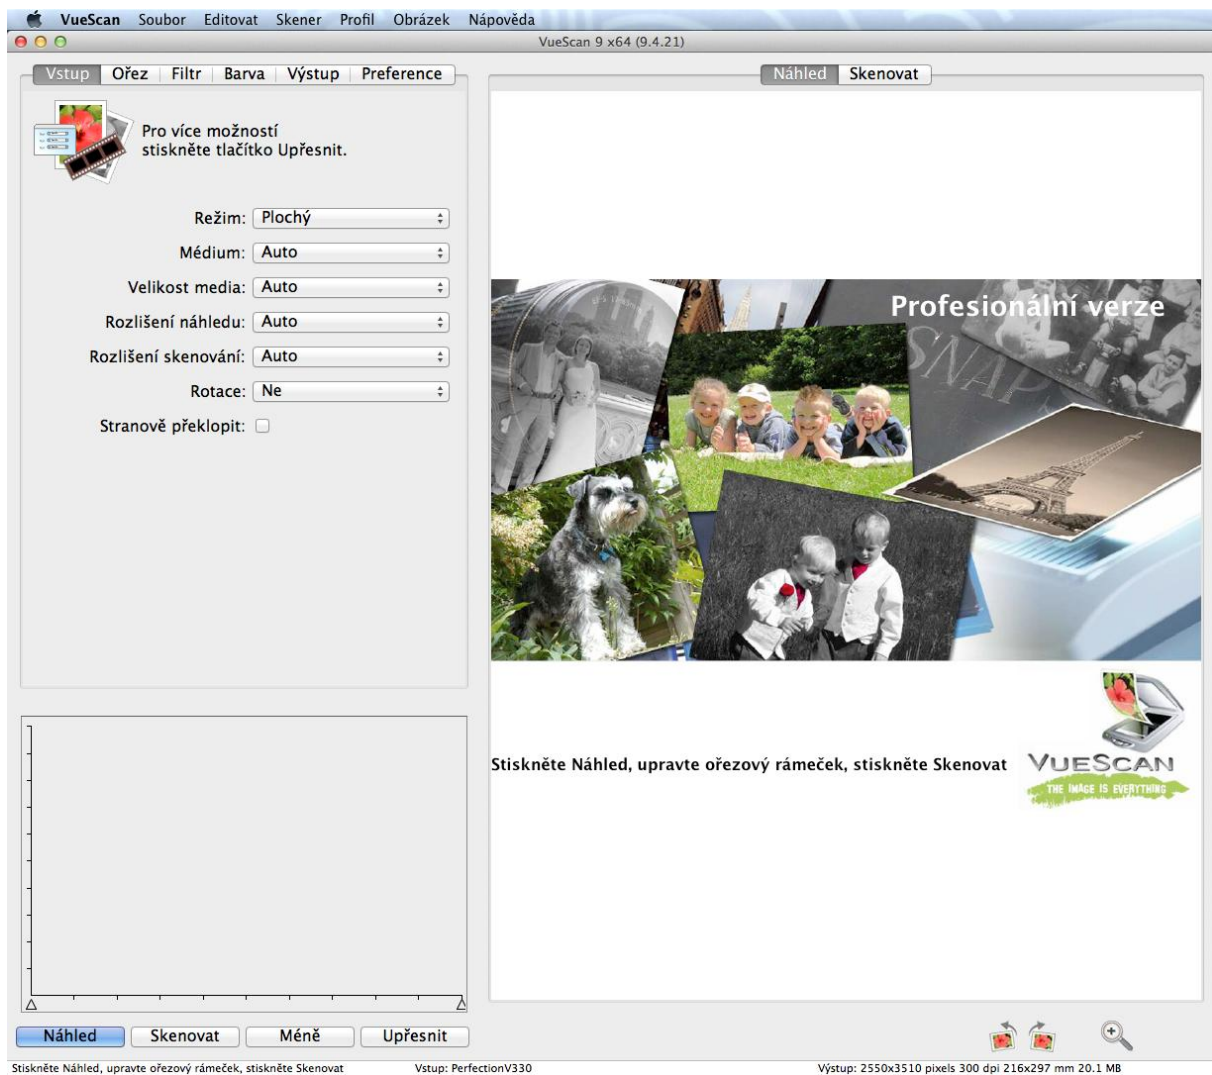 VueScan Soubor Editovat Skener Profil Obrázek Nápověda
VueScan 9 x64 (9.4.21)
Vstup Ořez Filtr Barva Výstup Preference
Náhled Skenovat
Pro více možností
stiskněte tlačítko Upřesnit.
Režim: Plochý
Médium: Auto
Velikost media: Auto
Rozlišení náhledu: Auto
Rozlišení skenování: Auto
Rotace: Ne
Stranově překlopit:
Profesionální verze
SNAP
Stiskněte Náhled, upravte ořezový rámeček, stiskněte Skenovat
VUESCAN
THE IMAGE IS EVERYTHING
Náhled Skenovat Méně Upřesnit
Stiskněte Náhled, upravte ořezový rámeček, stiskněte Skenovat
Vstup: PerfectionV330
Výstup: 2550x3510 pixels 300 dpi 216x297 mm 20.1 MB